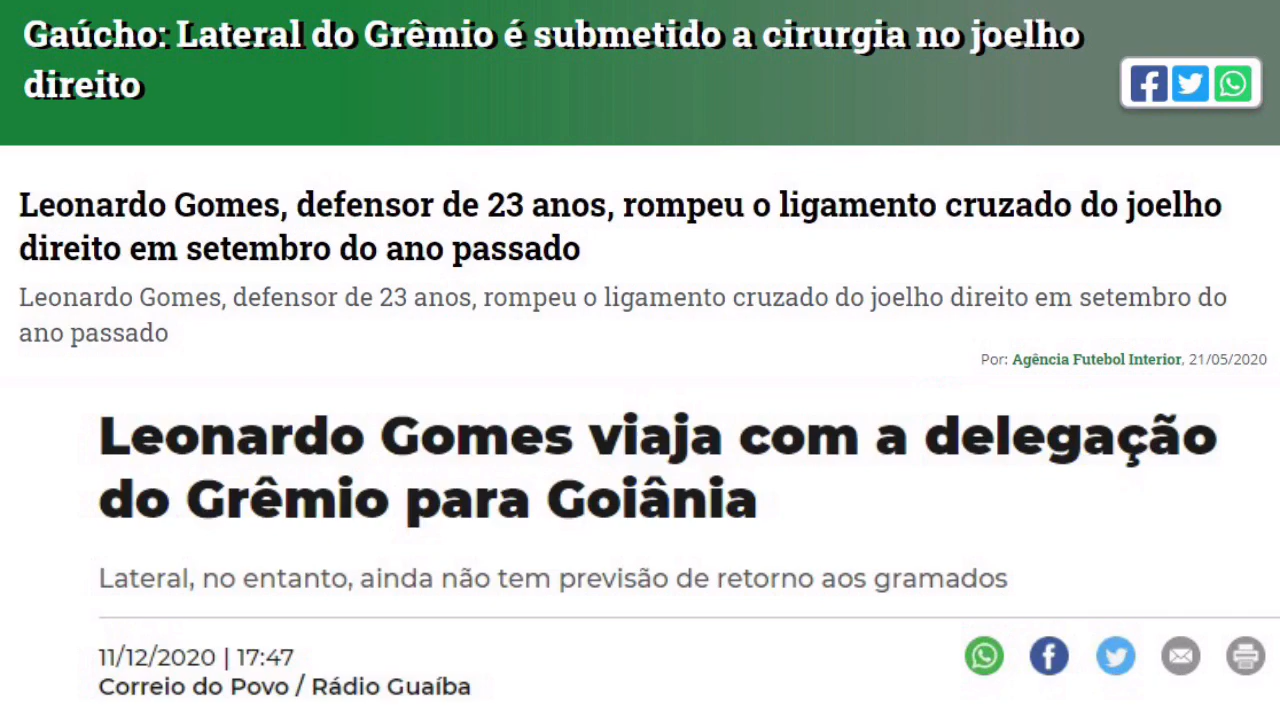 Gaúcho: Lateral do Grêmio é submetido a cirurgia no joelho
direito
Leonardo Gomes, defensor de 23 anos, rompeu o ligamento cruzado do joelho
direito em setembro do ano passado
Leonardo Gomes, defensor de 23 anos, rompeu o ligamento cruzado do joelho direito em setembro do
ano passado
Por: Agência Futebol Interior, 21/05/2020
Leonardo Gomes viaja com a delegação
do Grêmio para Goiânia
Lateral, no entanto, ainda não tem previsão de retorno aos gramados
11/12/2020 | 17:47
Correio do Povo / Rádio Guaíba